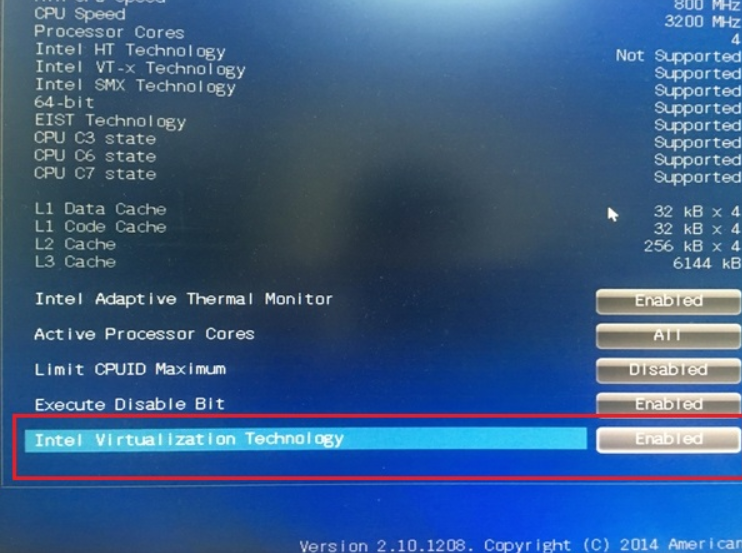 800 MHz
CPU Speed 3200 MHz
Processor Cores 4
Intel HT Technology Not Supported
Intel VT-x Technology Supported
Intel SMX Technology Supported
64-bit Supported
EIST Technology Supported
CPU C3 state Supported
CPU C6 state Supported
CPU C7 state Supported
L1 Data Cache 32 kB x 4
L1 Code Cache 32 kB x 4
L2 Cache 256 kB x 4
L3 Cache 6144 kB
Intel Adaptive Thermal Monitor Enabled
Active Processor Cores All
Limit CPUID Maximum Disabled
Execute Disable Bit Enabled
Intel Virtualization Technology Enabled
Version 2.10.1208. Copyright (C) 2014 American